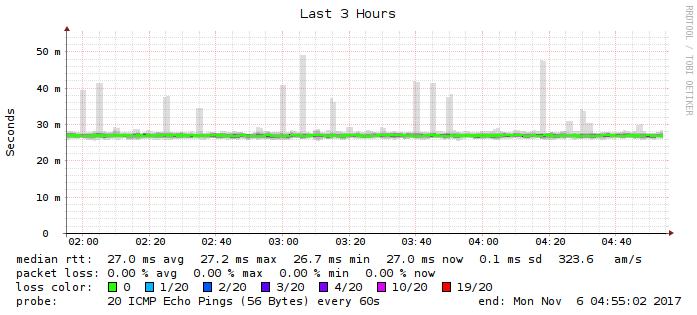 Last 3 Hours
RRDTOOL / TOBI OETIKER
Seconds
50 m
40 m
30 m
20 m
10 m
0
02:00 02:20 02:40 03:00 03:20 03:40 04:00 04:20 04:40
median rtt: 27.0 ms avg 27.2 ms max 26.7 ms min 27.0 ms now 0.1 ms sd 323.6 am/s
packet loss: 0.00 % avg 0.00 % max 0.00 % min 0.00 % now
loss color: 0 1/20 2/20 3/20 4/20 10/20 19/20
probe: 20 ICMP Echo Pings (56 Bytes) every 60s end: Mon Nov 6 04:55:02 2017